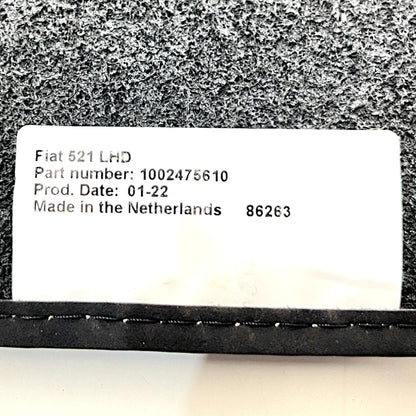 Fiat 521 LHD
Part number: 1002475610
Prod. Date: 01-22
Made in the Netherlands 86263